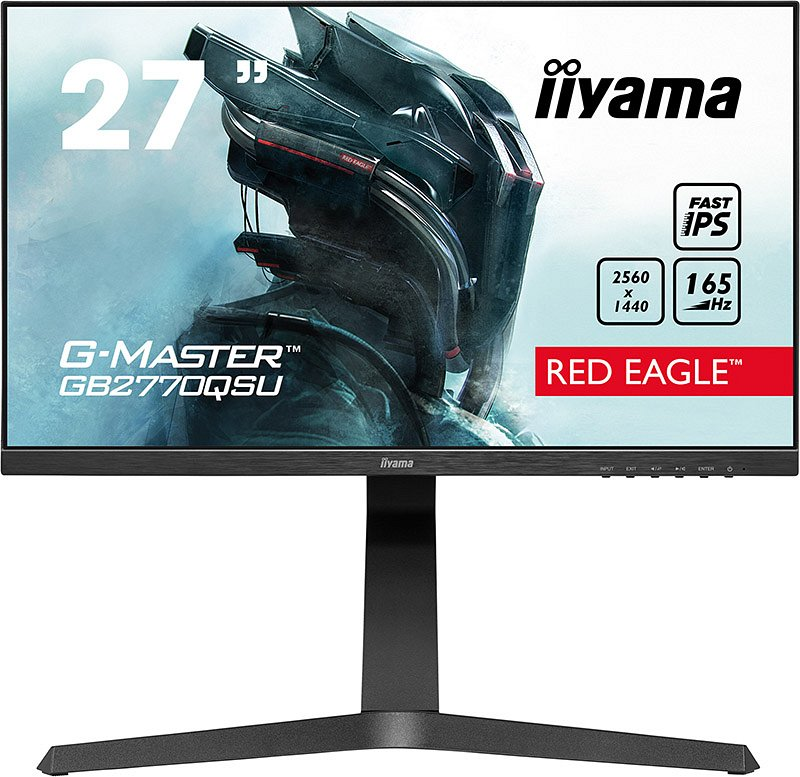 27"
iiyama
RED EAGLE
FAST
IPS
2560
x
1440
165
Hz
G-MASTER™
GB2770QSU
RED EAGLE™
iiyama
INPUT EXIT ENTER